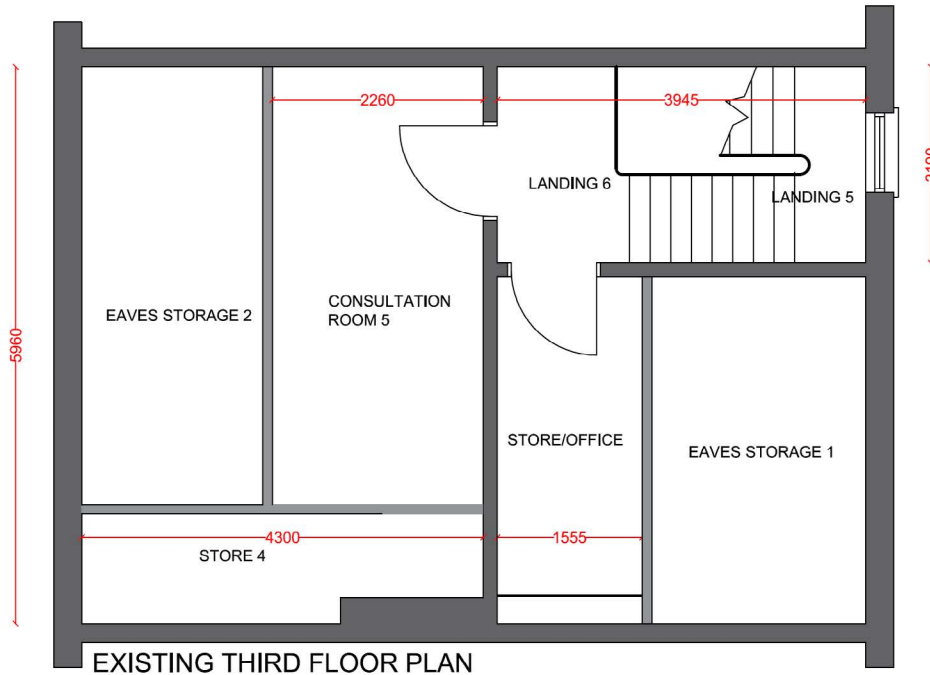 2260
3945
LANDING 6
LANDING 5
EAVES STORAGE 2
CONSULTATION
ROOM 5
5960
STORE/OFFICE
EAVES STORAGE 1
4300
1555
STORE 4
EXISTING THIRD FLOOR PLAN